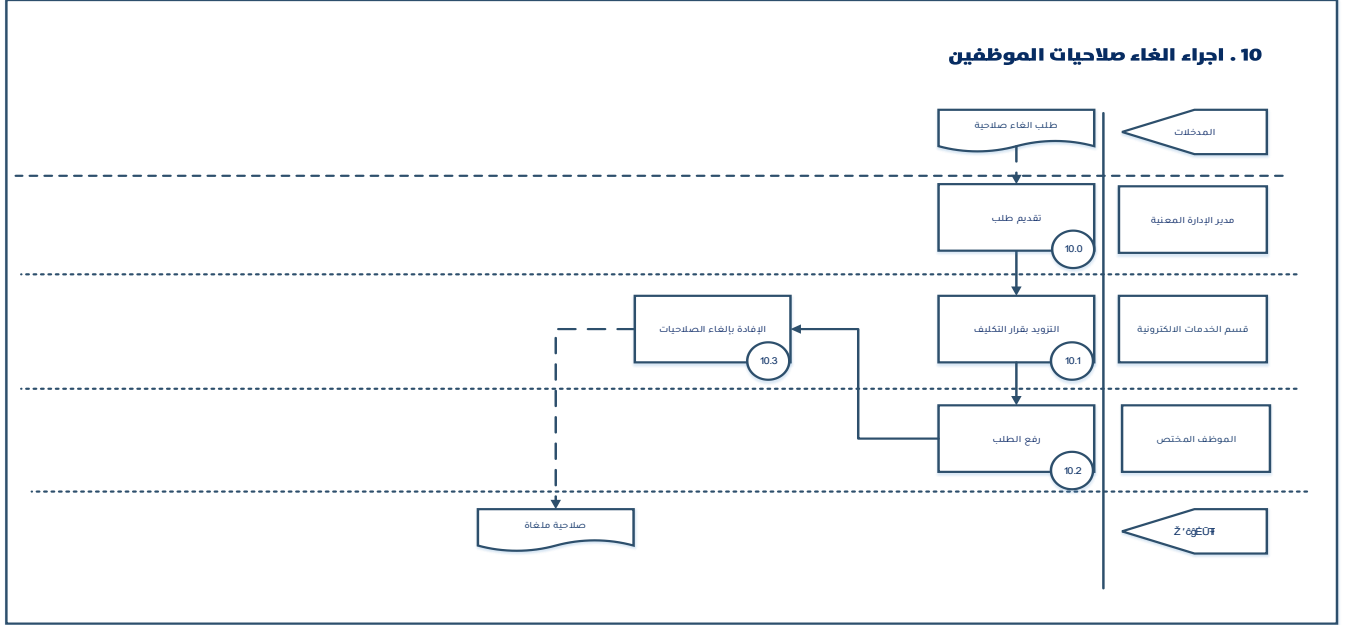 10 . اجراء الغاء صلاحيات الموظفين
المدخلات
طلب الغاء صلاحية
مدير الإدارة المعنية
تقديم طلب
10.0
قسم الخدمات الالكترونية
التزويد بقرار التكليف
10.1
الإفادة بإلغاء الصلاحيات
10.3
الموظف المختص
رفع الطلب
10.2
صلاحية ملغاة